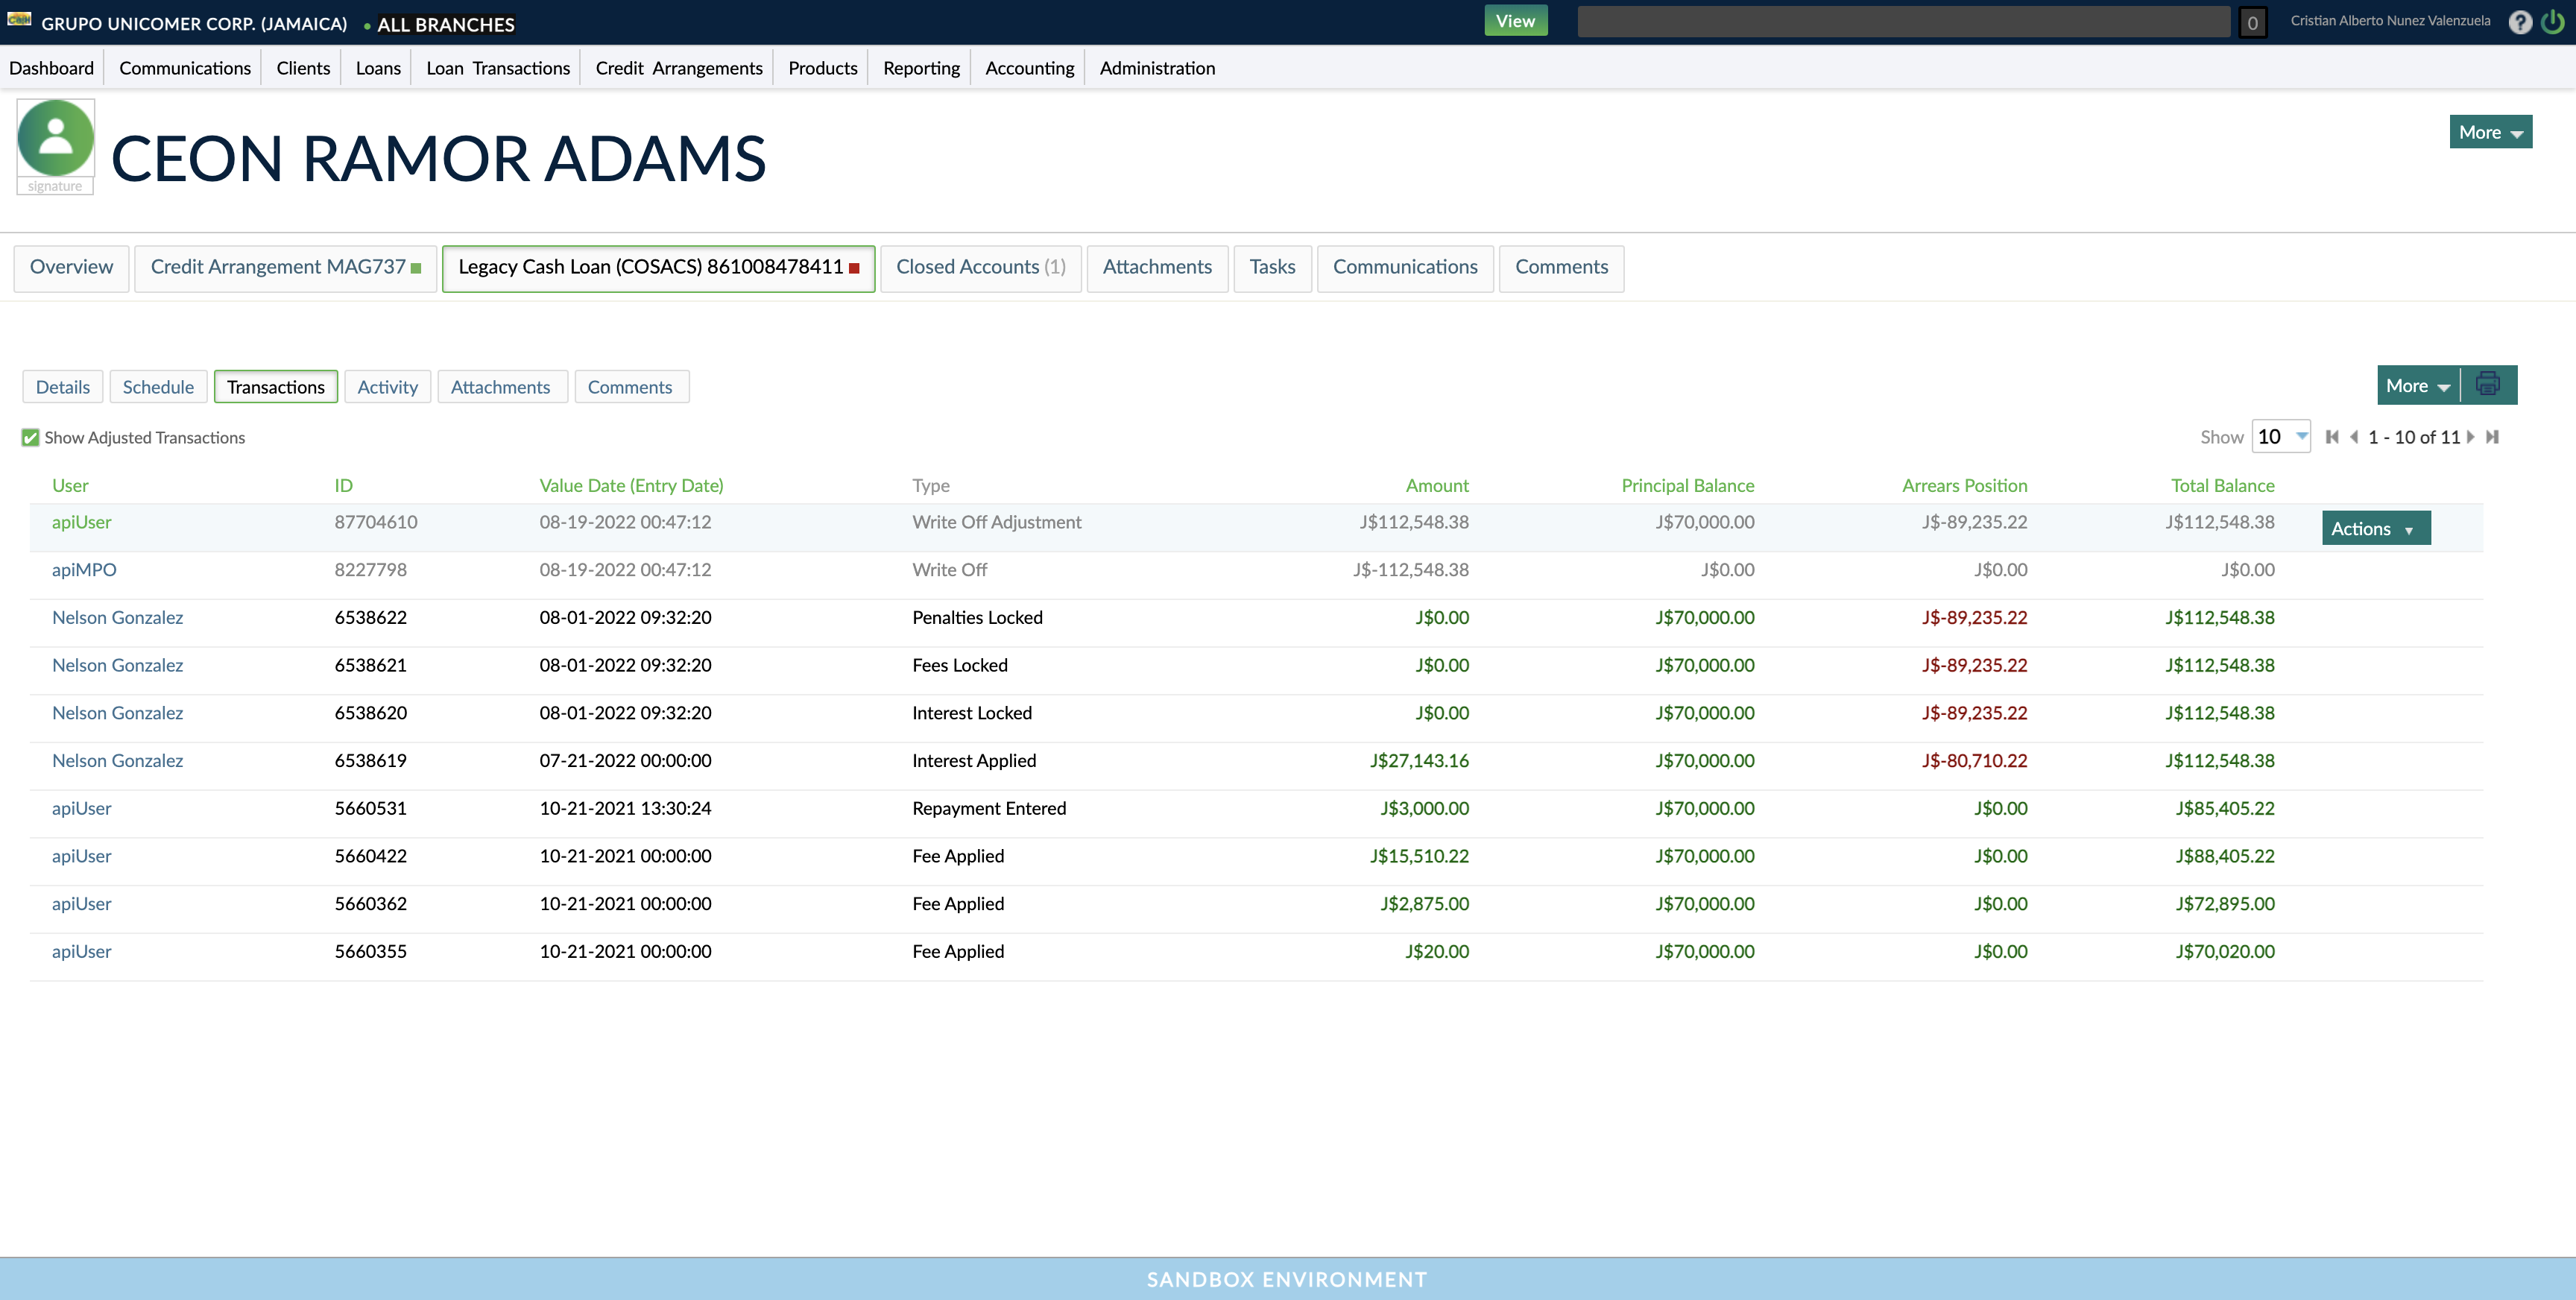 GRUPO UNICOMER CORP. (JAMAICA) • ALL BRANCHES View 0 Cristian Alberto Nunez Valenzuela ?
Dashboard Communications Clients Loans Loan Transactions Credit Arrangements Products Reporting Accounting Administration
CEON RAMOR ADAMS More
signature
Overview Credit Arrangement MAG737 Legacy Cash Loan (COSACS) 861008478411 Closed Accounts (1) Attachments Tasks Communications Comments
Details Schedule Transactions Activity Attachments Comments More
Show Adjusted Transactions Show 10 1 - 10 of 11
User ID Value Date (Entry Date) Type Amount Principal Balance Arrears Position Total Balance
apiUser 87704610 08-19-2022 00:47:12 Write Off Adjustment J$112,548.38 J$70,000.00 J$-89,235.22 J$112,548.38 Actions
apiMPO 8227798 08-19-2022 00:47:12 Write Off J$-112,548.38 J$0.00 J$0.00 J$0.00
Nelson Gonzalez 6538622 08-01-2022 09:32:20 Penalties Locked J$0.00 J$70,000.00 J$-89,235.22 J$112,548.38
Nelson Gonzalez 6538621 08-01-2022 09:32:20 Fees Locked J$0.00 J$70,000.00 J$-89,235.22 J$112,548.38
Nelson Gonzalez 6538620 08-01-2022 09:32:20 Interest Locked J$0.00 J$70,000.00 J$-89,235.22 J$112,548.38
Nelson Gonzalez 6538619 07-21-2022 00:00:00 Interest Applied J$27,143.16 J$70,000.00 J$-80,710.22 J$112,548.38
apiUser 5660531 10-21-2021 13:30:24 Repayment Entered J$3,000.00 J$70,000.00 J$0.00 J$85,405.22
apiUser 5660422 10-21-2021 00:00:00 Fee Applied J$15,510.22 J$70,000.00 J$0.00 J$88,405.22
apiUser 5660362 10-21-2021 00:00:00 Fee Applied J$2,875.00 J$70,000.00 J$0.00 J$72,895.00
apiUser 5660355 10-21-2021 00:00:00 Fee Applied J$20.00 J$70,000.00 J$0.00 J$70,020.00
SANDBOX ENVIRONMENT